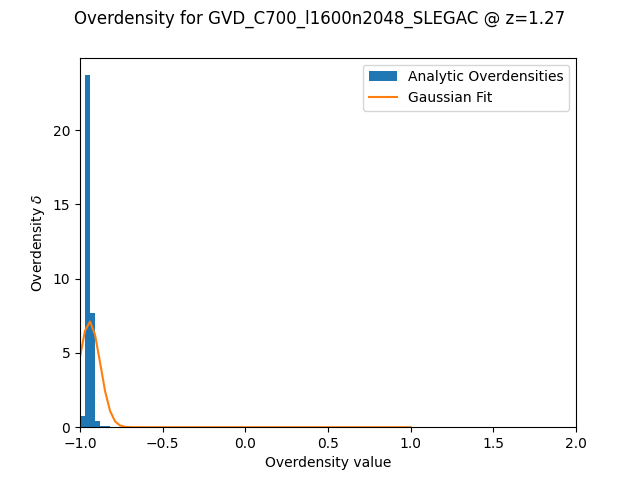 Overdensity for GVD_C700_l1600n2048_SLEGAC @ z=1.27
Analytic Overdensities
Gaussian Fit
Overdensity δ
20
15
10
5
0
−1.0 −0.5 0.0 0.5 1.0 1.5 2.0
Overdensity value